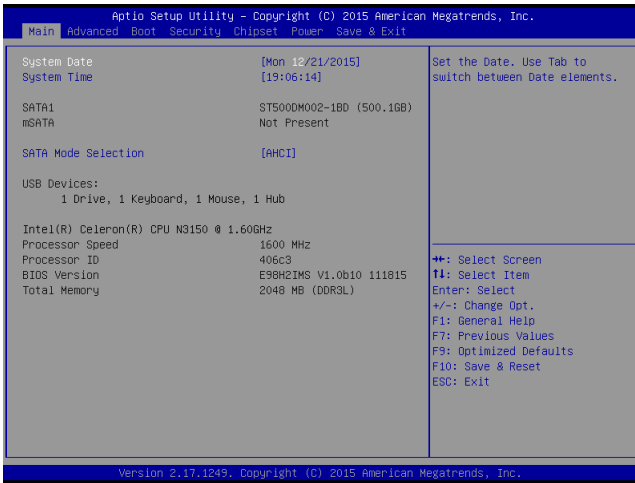 Aptio Setup Utility – Copyright (C) 2015 American Megatrends, Inc.
Main Advanced Boot Security Chipset Power Save & Exit
System Date [Mon 12/21/2015]
System Time [19:06:14]
SATA1 ST500DM002-1BD (500.1GB)
mSATA Not Present
SATA Mode Selection [AHCI]
USB Devices:
1 Drive, 1 Keyboard, 1 Mouse, 1 Hub
Intel(R) Celeron(R) CPU N3150 @ 1.60GHz
Processor Speed 1600 MHz
Processor ID 406c3
BIOS Version E98H2IMS V1.0b10 111815
Total Memory 2048 MB (DDR3L)
Set the Date. Use Tab to
switch between Date elements.
→←: Select Screen
↑↓: Select Item
Enter: Select
+/-: Change Opt.
F1: General Help
F7: Previous Values
F9: Optimized Defaults
F10: Save & Reset
ESC: Exit
Version 2.17.1249. Copyright (C) 2015 American Megatrends, Inc.